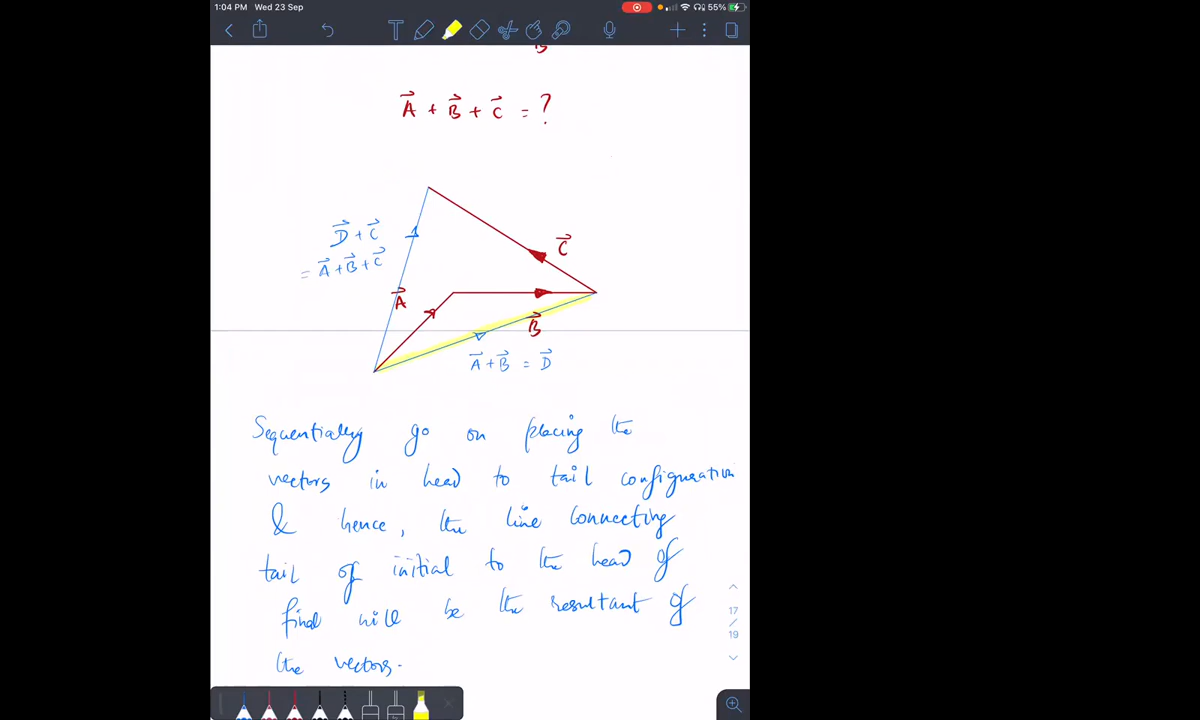 1:04 PM Wed 23 Sep
55%
B
A + B + C = ?
D + C
= A + B + C
C
A
B
A + B = D
Sequentially go on placing the
vectors in head to tail configuration
& hence, the line connecting
tail of initial to the head of
final will be the resultant of
the vectors.
17
/
19